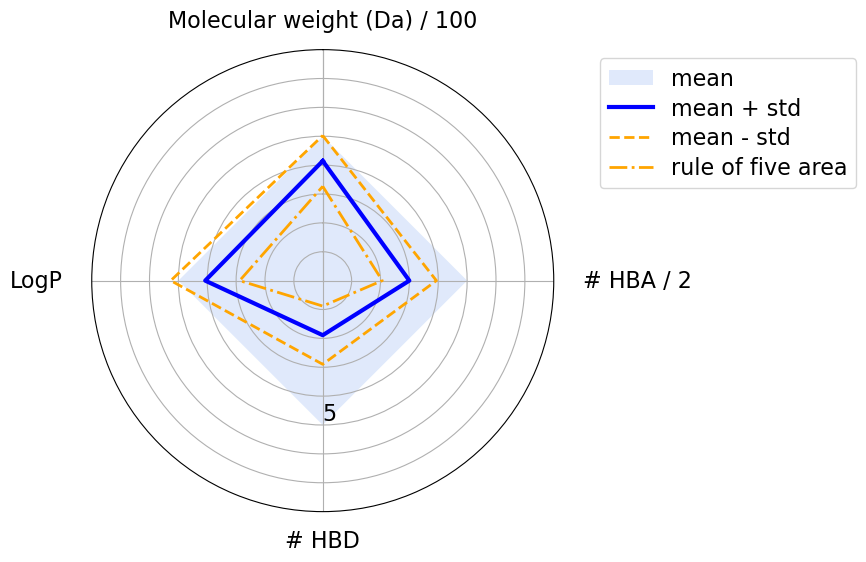 Molecular weight (Da) / 100
mean
mean + std
mean - std
rule of five area
LogP
# HBA / 2
5
# HBD